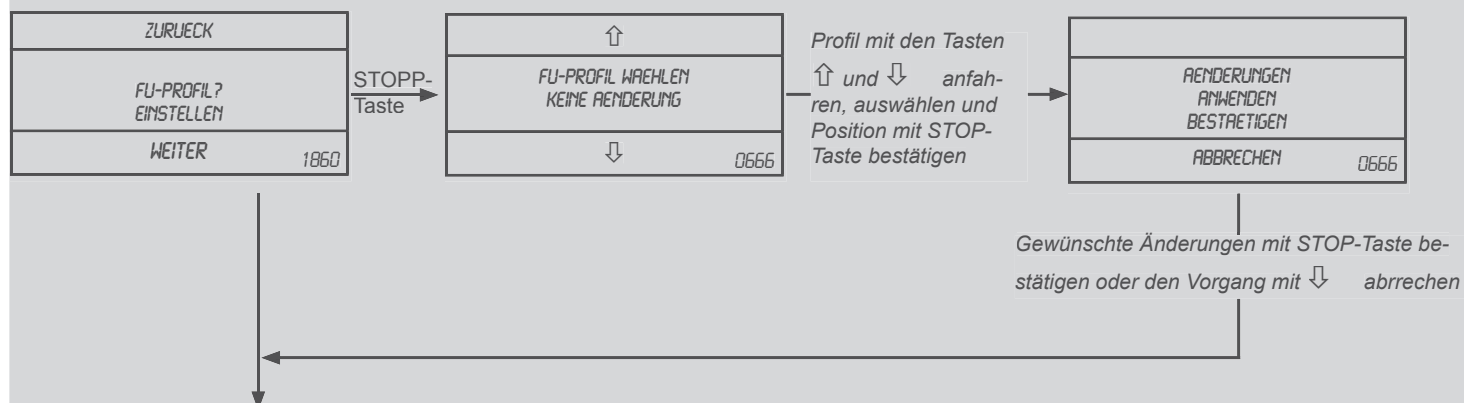 ZURUECK
FU-PROFIL?
EINSTELLEN
WEITER 1860
STOPP-
Taste
⇧
FU-PROFIL WAEHLEN
KEINE AENDERUNG
⇩ 0666
Profil mit den Tasten
⇧ und ⇩ anfah-
ren, auswählen und
Position mit STOP-
Taste bestätigen
AENDERUNGEN
ANWENDEN
BESTAETIGEN
ABBRECHEN 0666
Gewünschte Änderungen mit STOP-Taste be-
stätigen oder den Vorgang mit ⇩ abrrechen